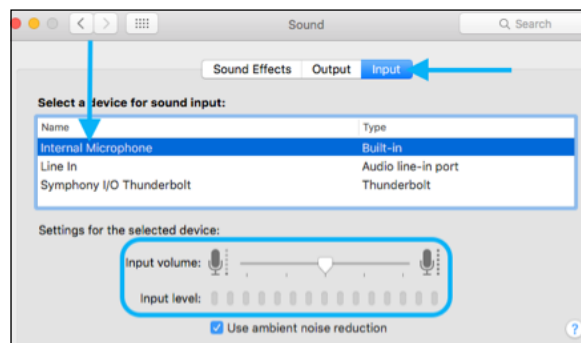 Sound
Search
Sound Effects Output Input
Select a device for sound input:
Name Type
Internal Microphone Built-in
Line In Audio line-in port
Symphony I/O Thunderbolt Thunderbolt
Settings for the selected device:
Input volume:
Input level:
Use ambient noise reduction
?